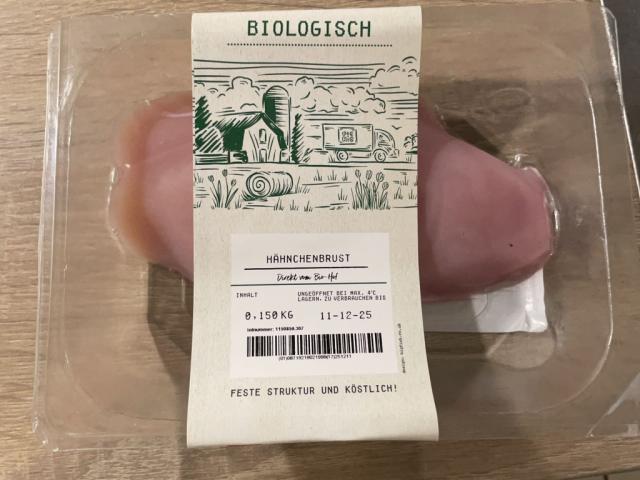 BIOLOGISCH
HÄHNCHENBRUST
Direkt vom Bio-Hof
INHALT
UNGEÖFFNET BEI MAX. 4°C
LAGERN. ZU VERBRAUCHEN BIS
0,150 KG
11-12-25
FESTE STRUKTUR UND KÖSTLICH!